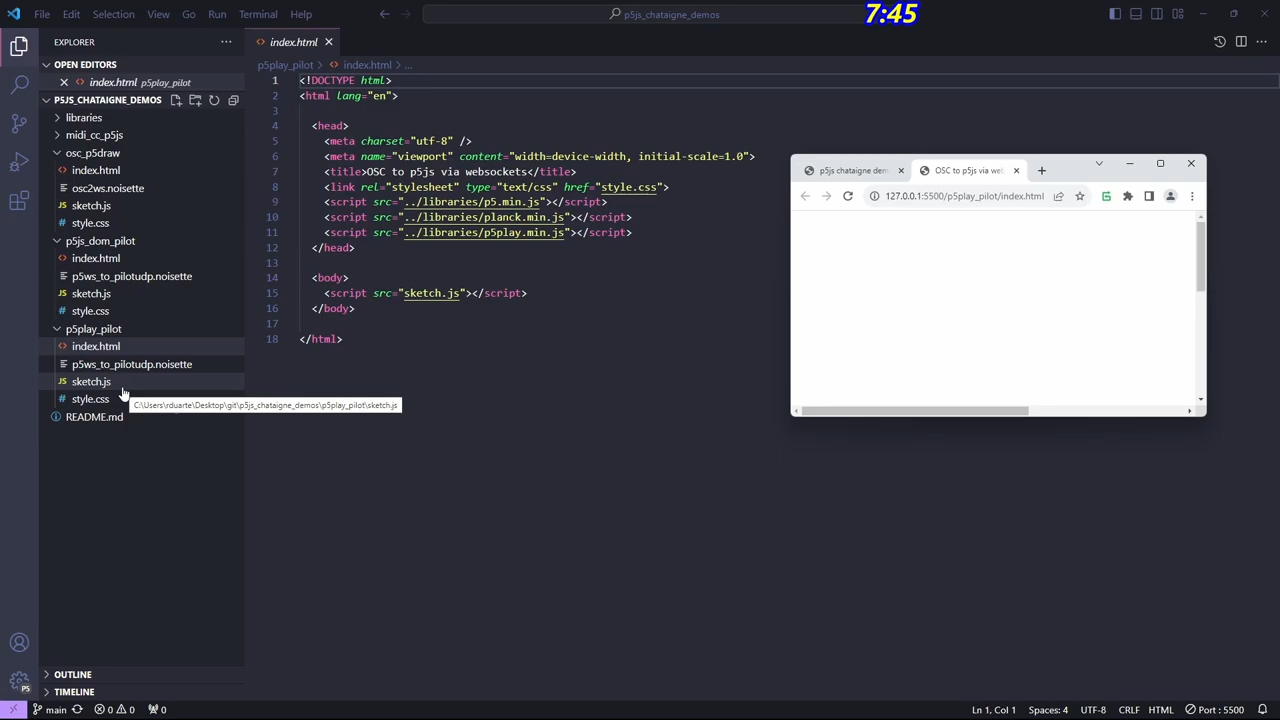 File Edit Selection View Go Run Terminal Help
p5js_chataigne_demos
7:45
EXPLORER
OPEN EDITORS
index.html p5play_pilot
P5JS_CHATAIGNE_DEMOS
libraries
midi_cc_p5js
osc_p5draw
index.html
osc2ws.noisette
sketch.js
style.css
p5js_dom_pilot
index.html
p5ws_to_pilotudp.noisette
sketch.js
style.css
p5play_pilot
index.html
p5ws_to_pilotudp.noisette
sketch.js
style.css
README.md
C:\Users\rduarte\Desktop\git\p5js_chataigne_demos\p5play_pilot\sketch.js
OUTLINE
TIMELINE
index.html
p5play_pilot > index.html > ...
1 <!DOCTYPE html>
2 <html lang="en">
3
4 <head>
5 <meta charset="utf-8" />
6 <meta name="viewport" content="width=device-width, initial-scale=1.0">
7 <title>OSC to p5js via websockets</title>
8 <link rel="stylesheet" type="text/css" href="style.css">
9 <script src="../libraries/p5.min.js"></script>
10 <script src="../libraries/planck.min.js"></script>
11 <script src="../libraries/p5play.min.js"></script>
12 </head>
13
14 <body>
15 <script src="sketch.js"></script>
16 </body>
17
18 </html>
p5js chataigne dem
OSC to p5js via web
127.0.0.1:5500/p5play_pilot/index.html
P5
main
0 0
0
Ln 1, Col 1
Spaces: 4
UTF-8
CRLF
HTML
Port : 5500